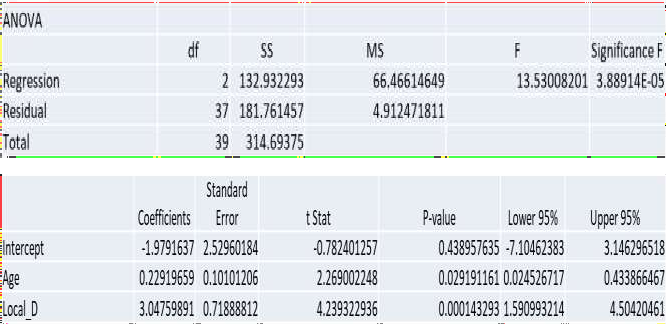 ANOVA
df SS MS F Significance F
Regression 2 132.932293 66.46614649 13.53008201 3.88914E-05
Residual 37 181.761457 4.912471811
Total 39 314.69375
Standard
Coefficients Error t Stat P-value Lower 95% Upper 95%
Intercept -1.9791637 2.52960184 -0.782401257 0.438957635 -7.10462383 3.146296518
Age 0.22919659 0.10101206 2.269002248 0.029191161 0.024526717 0.433866467
Local_D 3.04759891 0.71888812 4.239322936 0.000143293 1.590993214 4.50420461